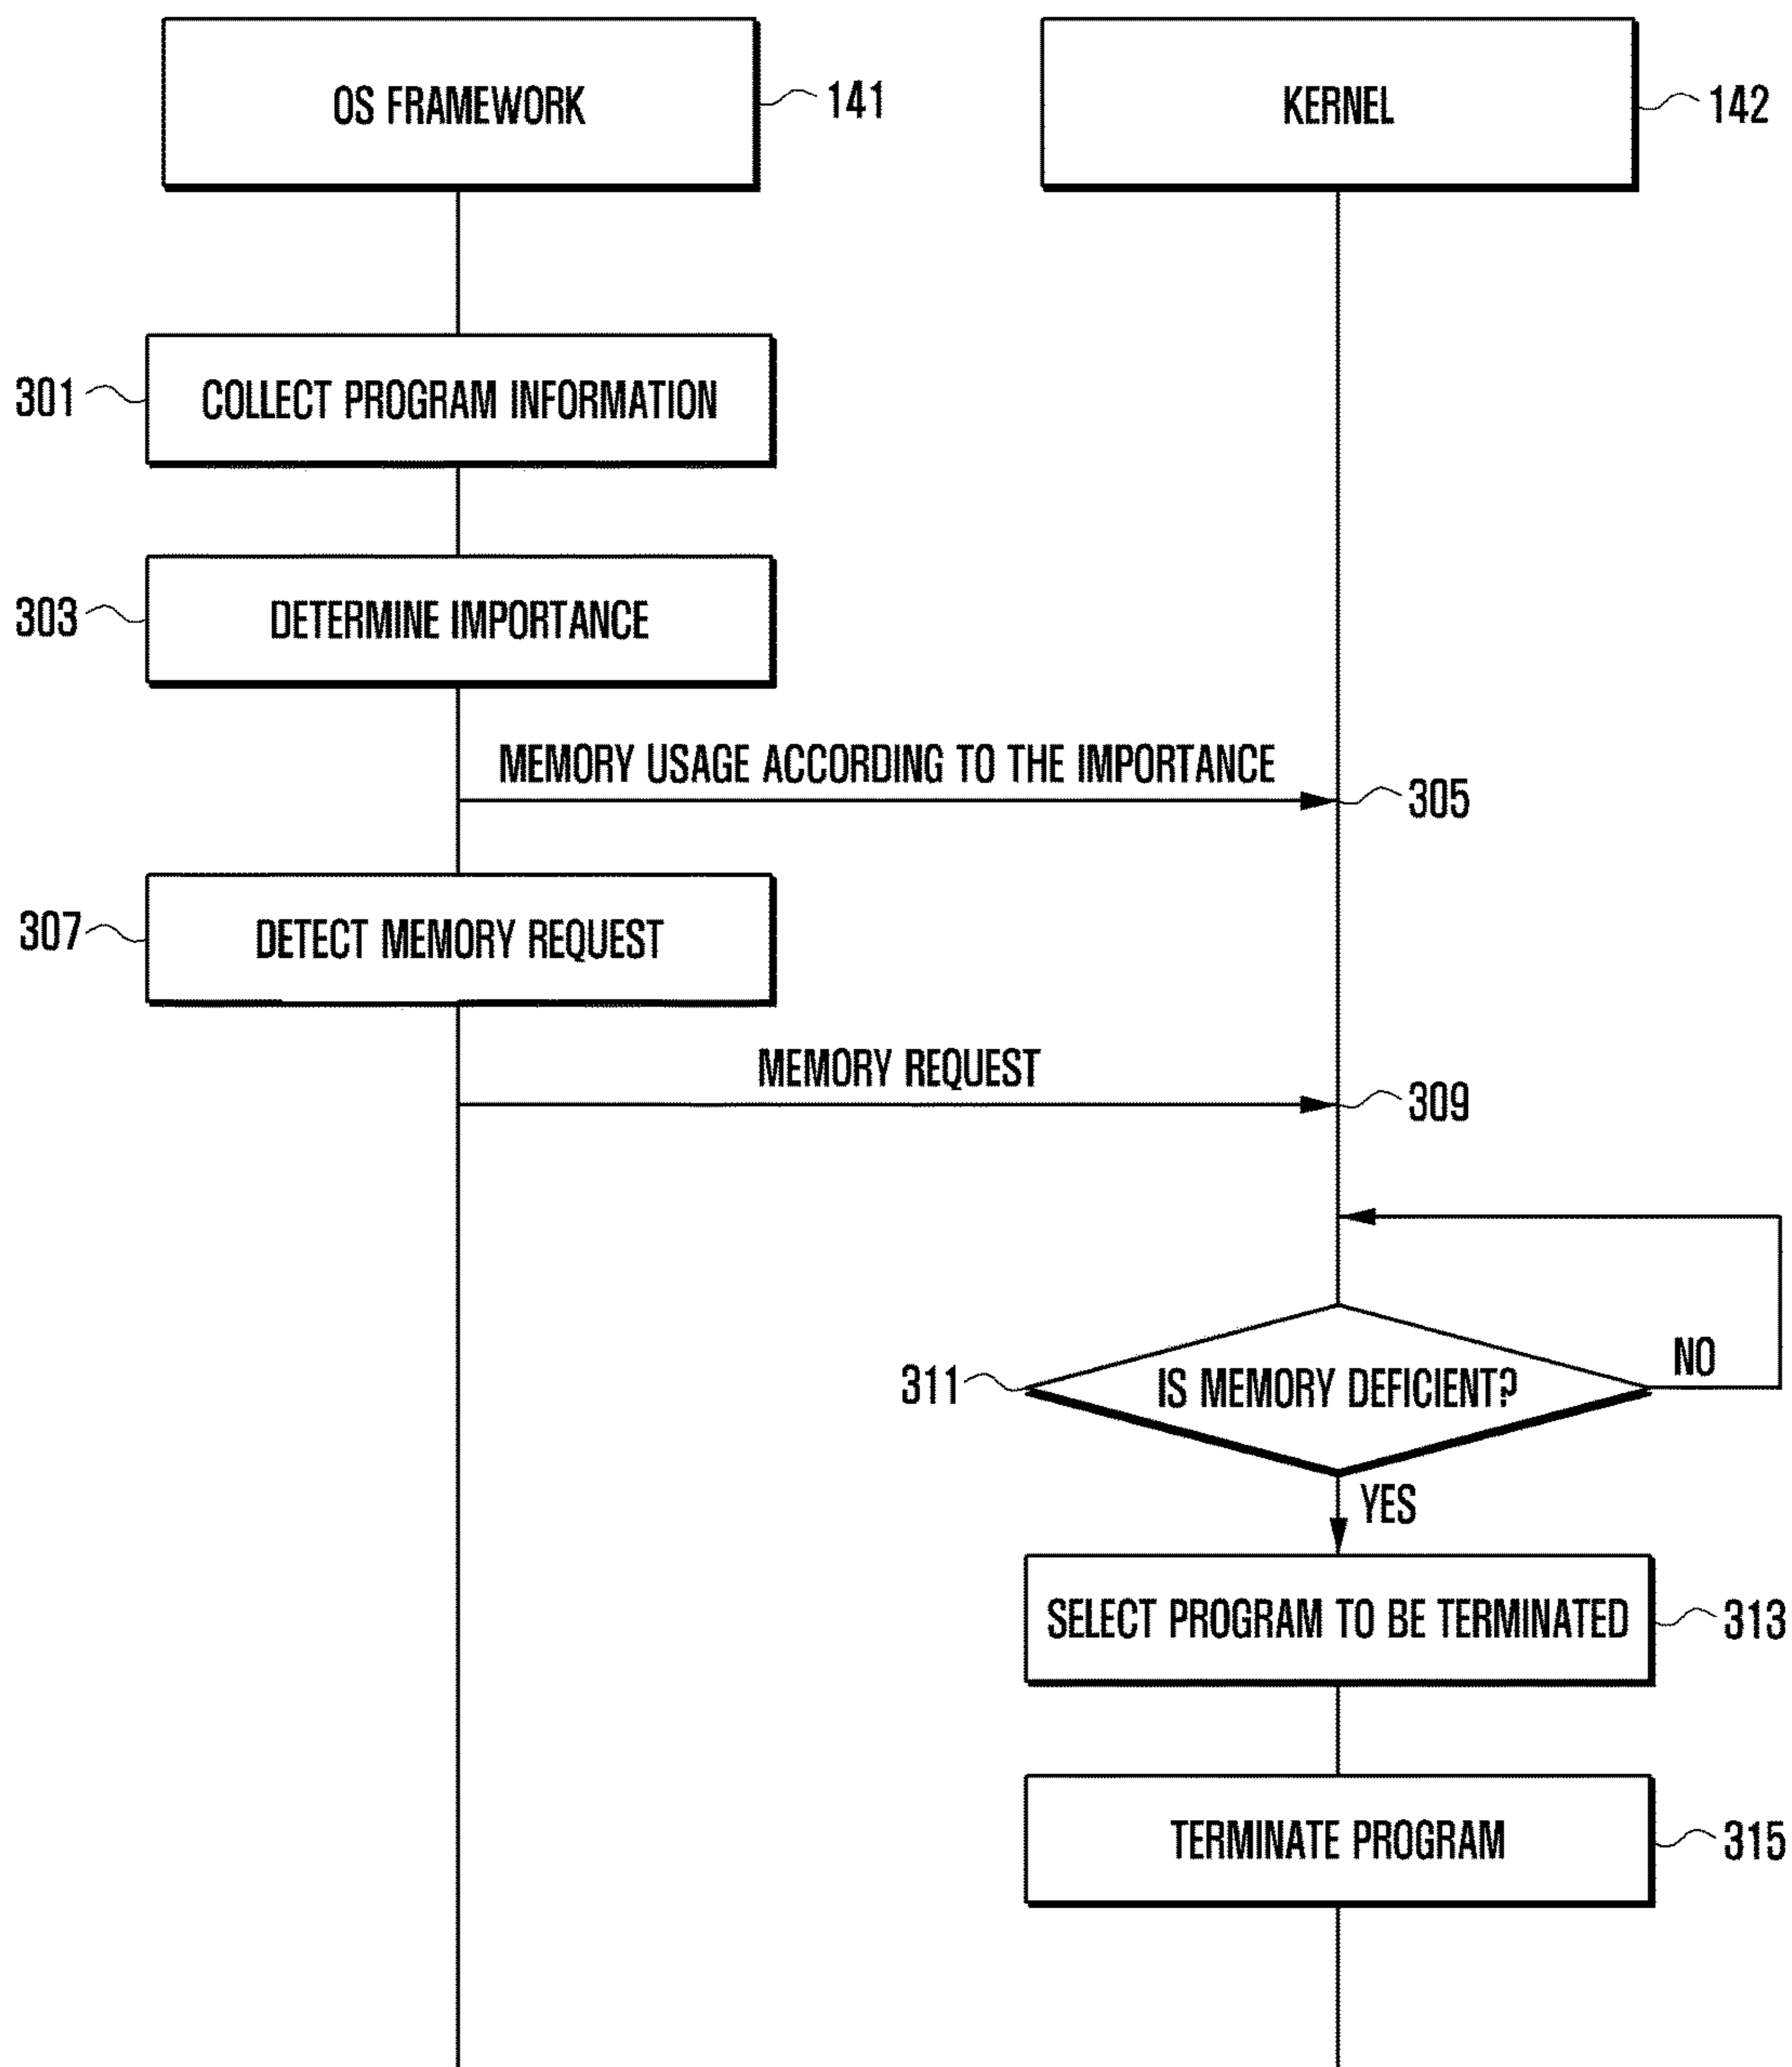 OS FRAMEWORK
141
KERNEL
142
301
COLLECT PROGRAM INFORMATION
303
DETERMINE IMPORTANCE
MEMORY USAGE ACCORDING TO THE IMPORTANCE
305
307
DETECT MEMORY REQUEST
MEMORY REQUEST
309
311
IS MEMORY DEFICIENT?
NO
YES
SELECT PROGRAM TO BE TERMINATED
313
TERMINATE PROGRAM
315